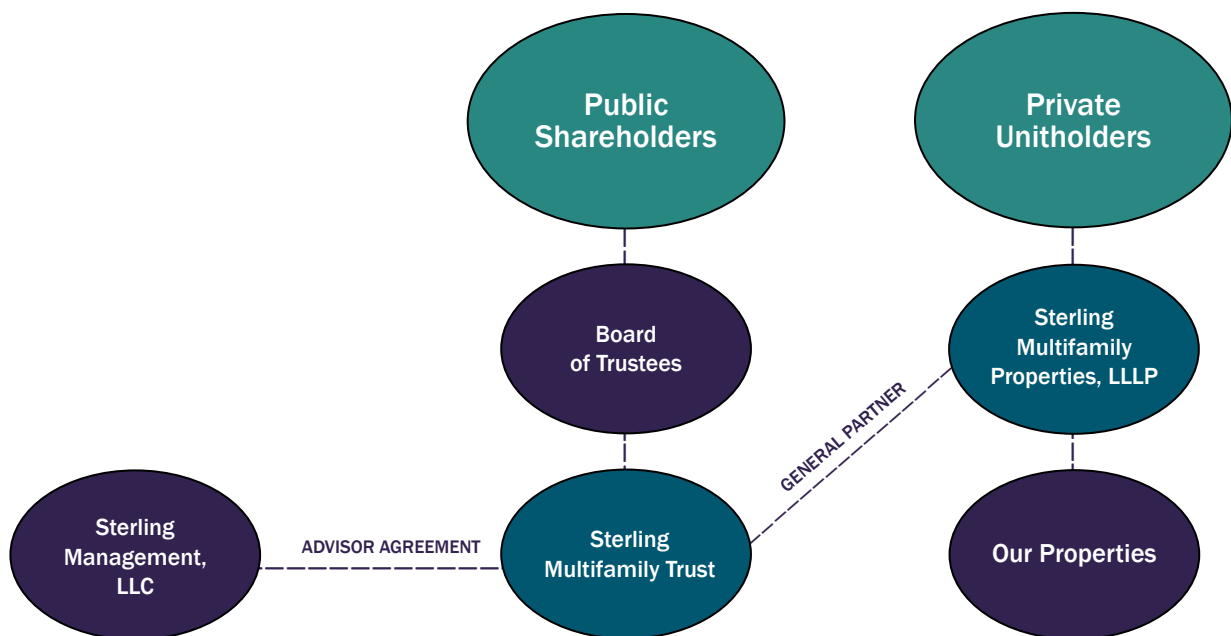 Public
Shareholders
Private
Unitholders
Board
of Trustees
Sterling
Multifamily
Properties, LLLP
GENERAL PARTNER
Sterling
Management,
LLC
ADVISOR AGREEMENT
Sterling
Multifamily Trust
Our Properties